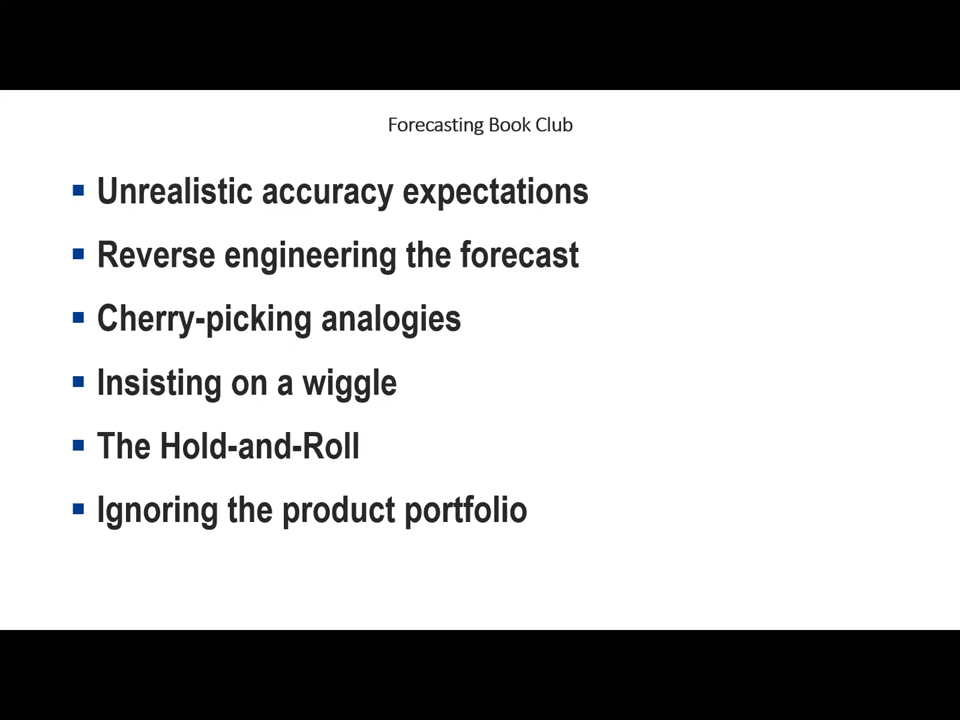 Forecasting Book Club
▪ Unrealistic accuracy expectations
▪ Reverse engineering the forecast
▪ Cherry-picking analogies
▪ Insisting on a wiggle
▪ The Hold-and-Roll
▪ Ignoring the product portfolio